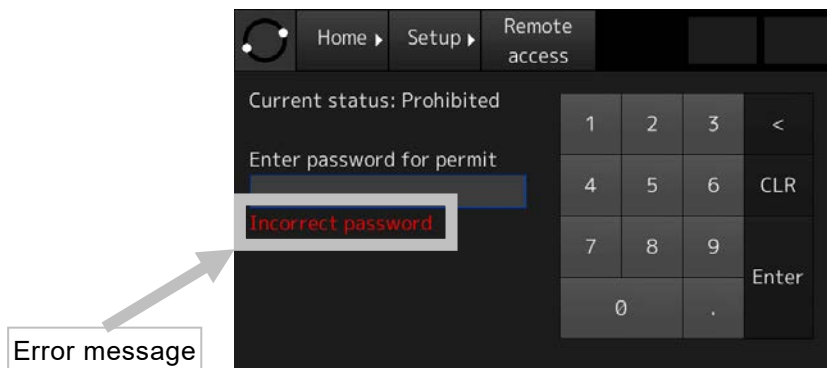 Home ▸ Setup ▸ Remote access
Current status: Prohibited
Enter password for permit
Incorrect password
1 2 3 <
4 5 6 CLR
7 8 9 Enter
0 .
Error message